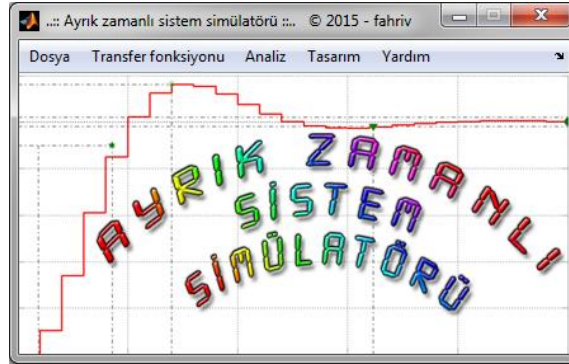 ..:: Ayrık zamanlı sistem simülatörü ::.. © 2015 - fahriv
Dosya Transfer fonksiyonu Analiz Tasarım Yardım
AYRIK ZAMANLI
SİSTEM
SİMÜLATÖRÜ